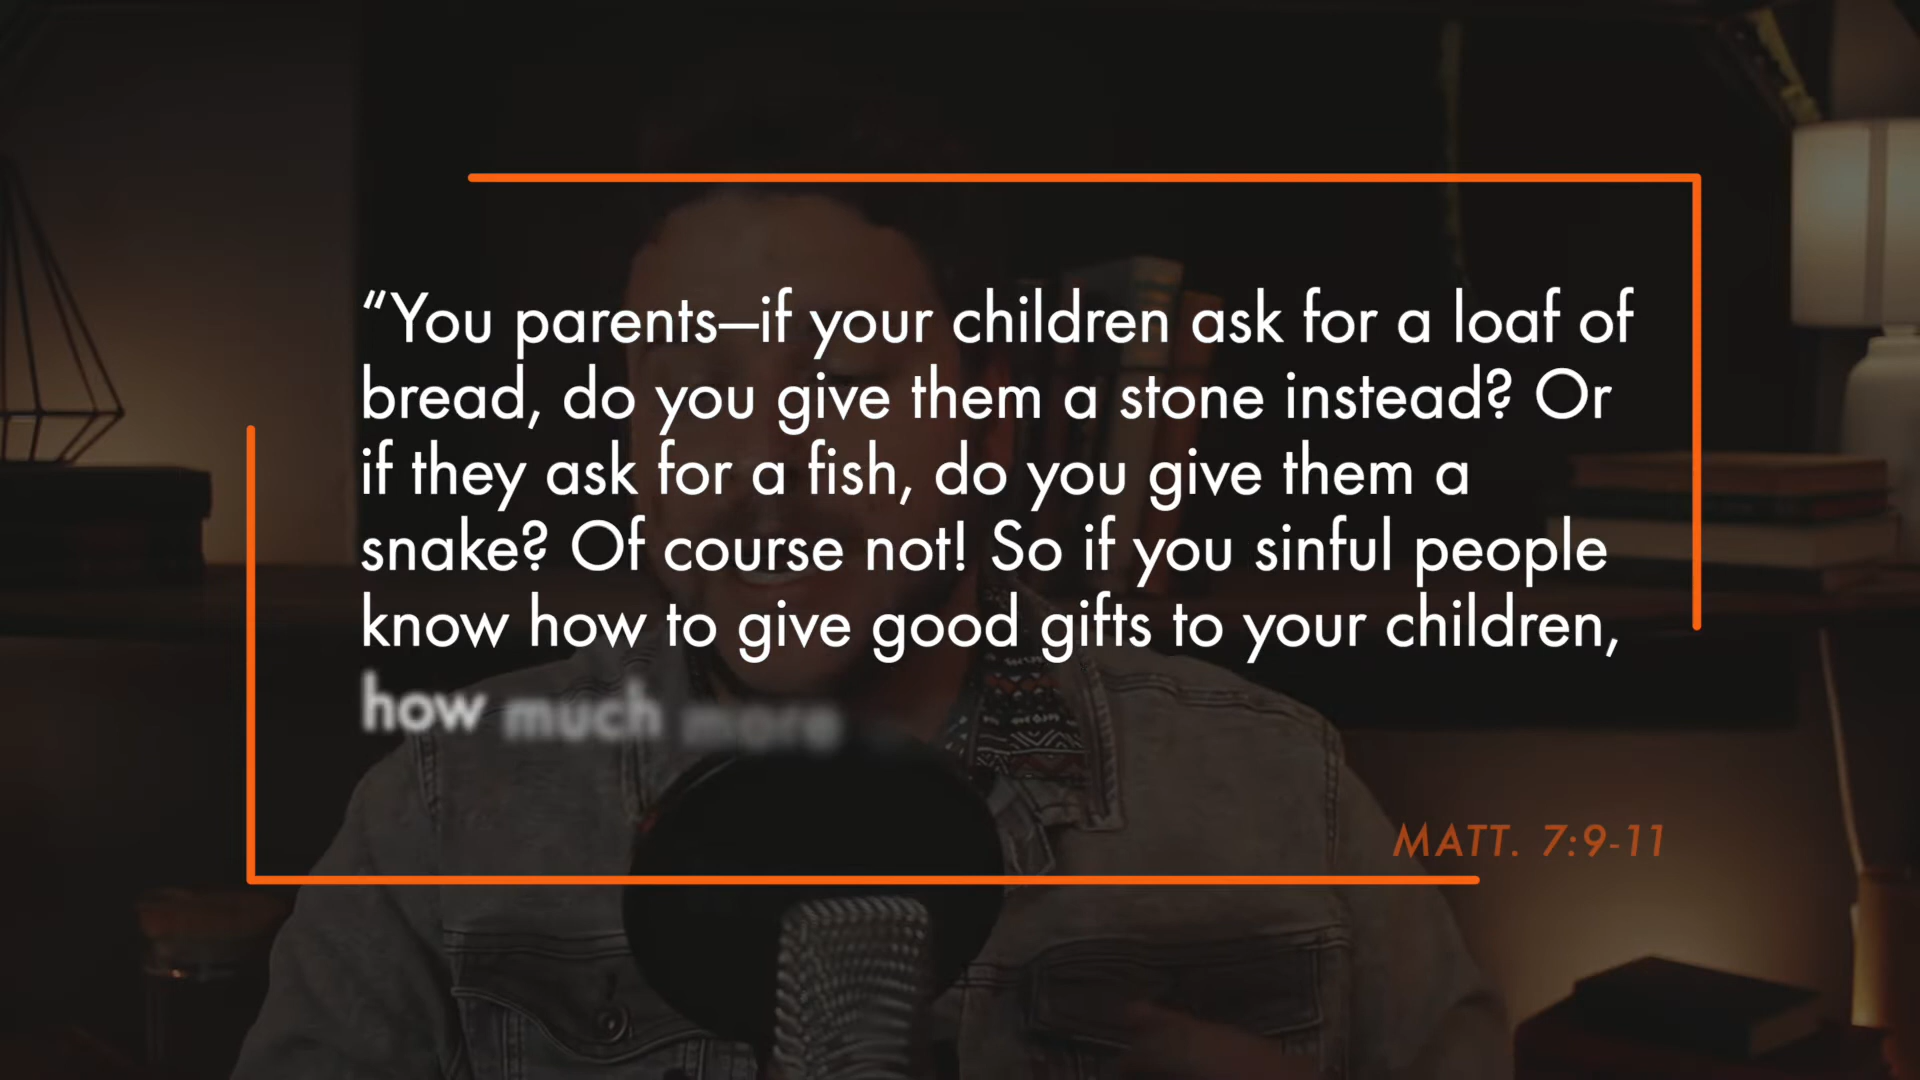 “You parents—if your children ask for a loaf of
bread, do you give them a stone instead? Or
if they ask for a fish, do you give them a
snake? Of course not! So if you sinful people
know how to give good gifts to your children,
how much more
MATT. 7:9-11